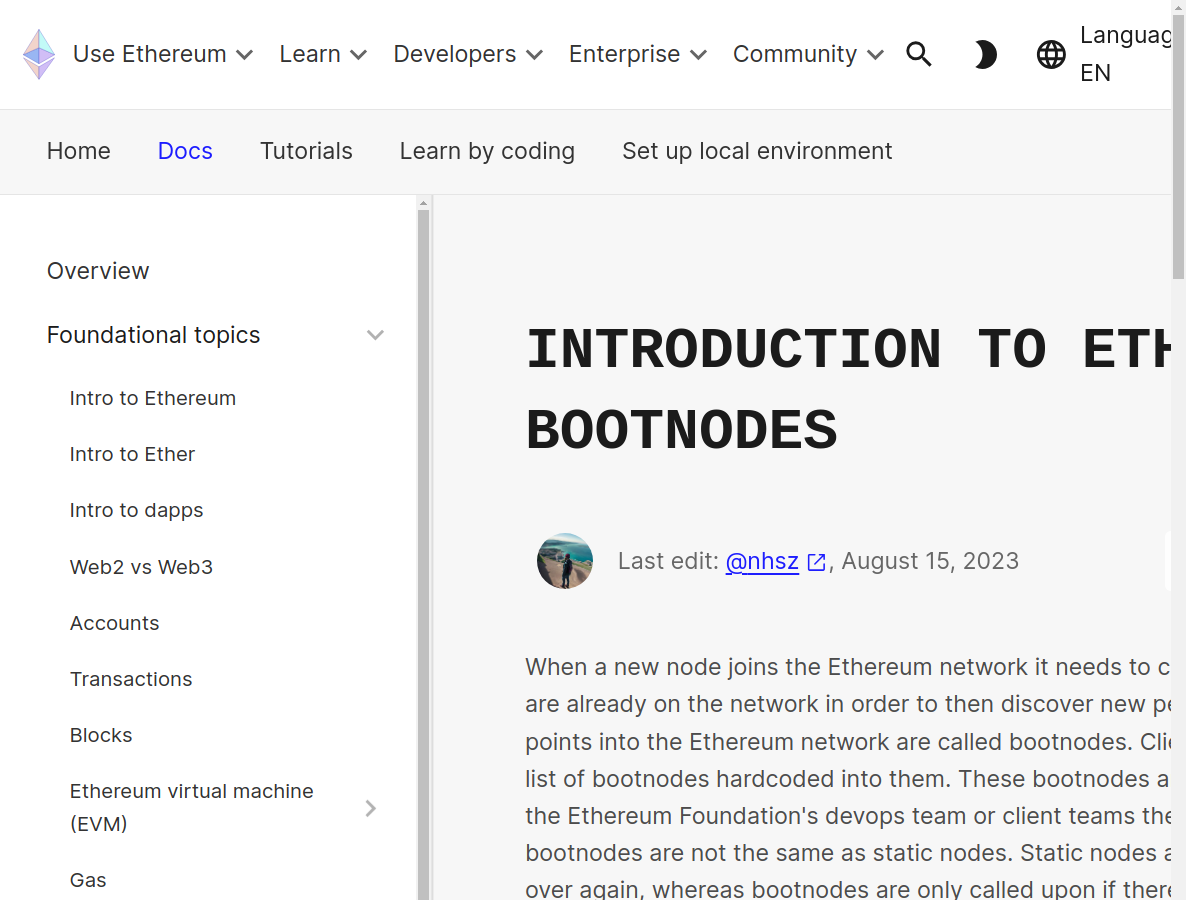 Use Ethereum Learn Developers Enterprise Community Languag
EN
Home Docs Tutorials Learn by coding Set up local environment
Overview
Foundational topics
Intro to Ethereum
Intro to Ether
Intro to dapps
Web2 vs Web3
Accounts
Transactions
Blocks
Ethereum virtual machine
(EVM)
Gas
INTRODUCTION TO ETH
BOOTNODES
Last edit: @nhsz, August 15, 2023
When a new node joins the Ethereum network it needs to c
are already on the network in order to then discover new pe
points into the Ethereum network are called bootnodes. Clie
list of bootnodes hardcoded into them. These bootnodes a
the Ethereum Foundation's devops team or client teams the
bootnodes are not the same as static nodes. Static nodes a
over again, whereas bootnodes are only called upon if there